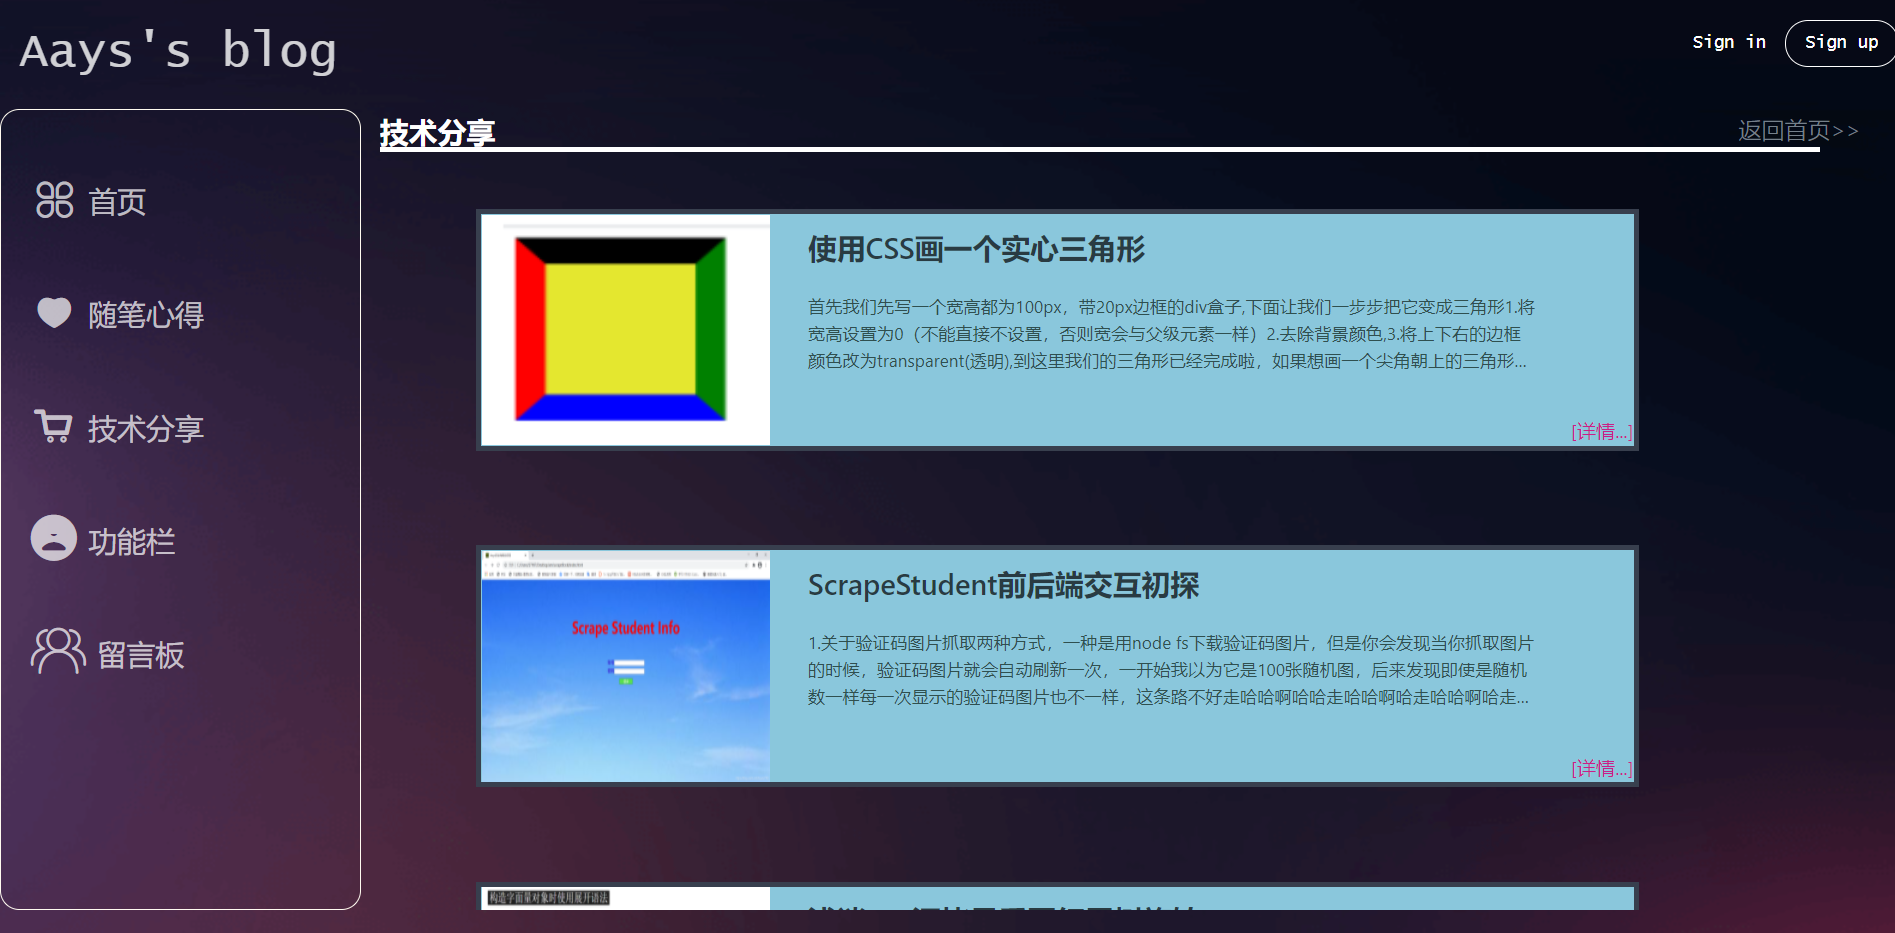 Aays's blog
Sign in
Sign up
首页
随笔心得
技术分享
功能栏
留言板
技术分享
返回首页>>
使用CSS画一个实心三角形
首先我们先写一个宽高都为100px，带20px边框的div盒子,下面让我们一步步把它变成三角形1.将
宽高设置为0（不能直接不设置，否则宽会与父级元素一样）2.去除背景颜色,3.将上下右的边框
颜色改为transparent(透明),到这里我们的三角形已经完成啦，如果想画一个尖角朝上的三角形...
[详情...]
Scrape Student Info
ScrapeStudent前后端交互初探
1.关于验证码图片抓取两种方式，一种是用node fs下载验证码图片，但是你会发现当你抓取图片
的时候，验证码图片就会自动刷新一次，一开始我以为它是100张随机图，后来发现即使是随机
数一样每一次显示的验证码图片也不一样，这条路不好走哈哈啊哈哈走哈哈啊哈走哈哈啊哈走...
[详情...]
构造字面量对象时使用展开语法